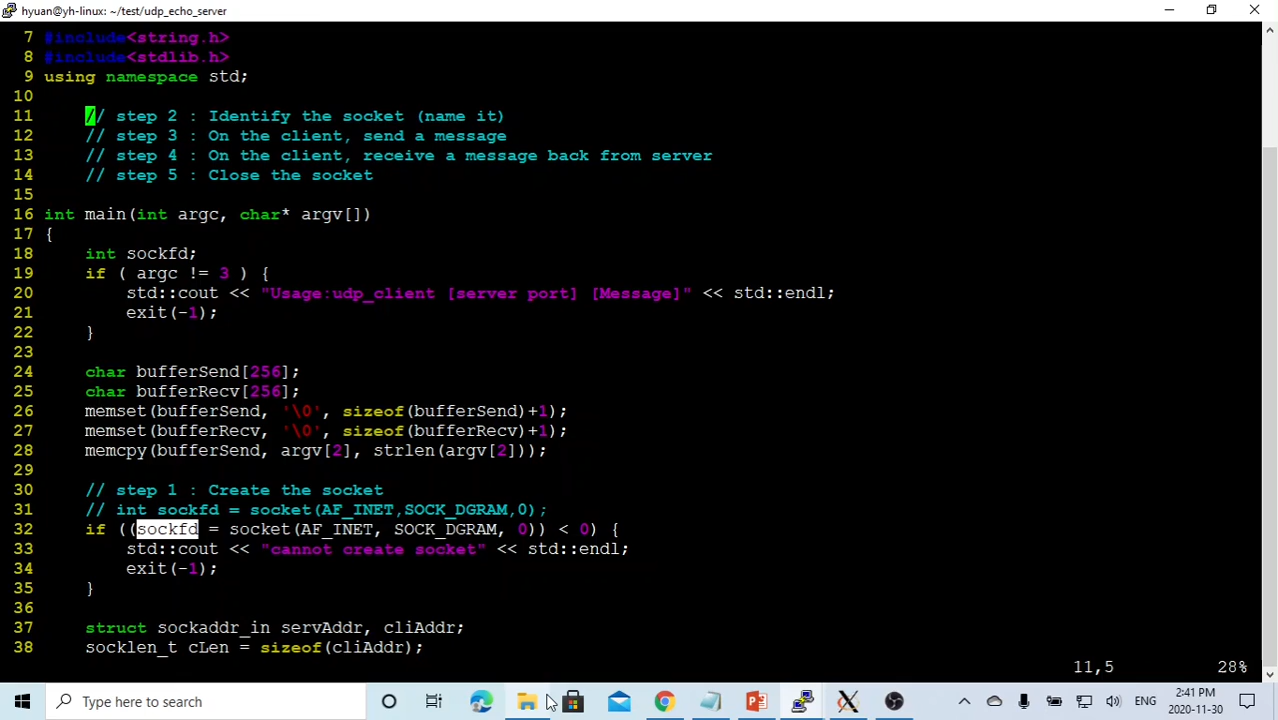 hyuan@yh-linux: ~/test/udp_echo_server
7 #include<string.h>
8 #include<stdlib.h>
9 using namespace std;
10
11 // step 2 : Identify the socket (name it)
12 // step 3 : On the client, send a message
13 // step 4 : On the client, receive a message back from server
14 // step 5 : Close the socket
15
16 int main(int argc, char* argv[])
17 {
18 int sockfd;
19 if ( argc != 3 ) {
20 std::cout << "Usage:udp_client [server port] [Message]" << std::endl;
21 exit(-1);
22 }
23
24 char bufferSend[256];
25 char bufferRecv[256];
26 memset(bufferSend, '\0', sizeof(bufferSend)+1);
27 memset(bufferRecv, '\0', sizeof(bufferRecv)+1);
28 memcpy(bufferSend, argv[2], strlen(argv[2]));
29
30 // step 1 : Create the socket
31 // int sockfd = socket(AF_INET,SOCK_DGRAM,0);
32 if ((sockfd = socket(AF_INET, SOCK_DGRAM, 0)) < 0) {
33 std::cout << "cannot create socket" << std::endl;
34 exit(-1);
35 }
36
37 struct sockaddr_in servAddr, cliAddr;
38 socklen_t cLen = sizeof(cliAddr);
11,5 28%
Type here to search
ENG
2:41 PM
2020-11-30